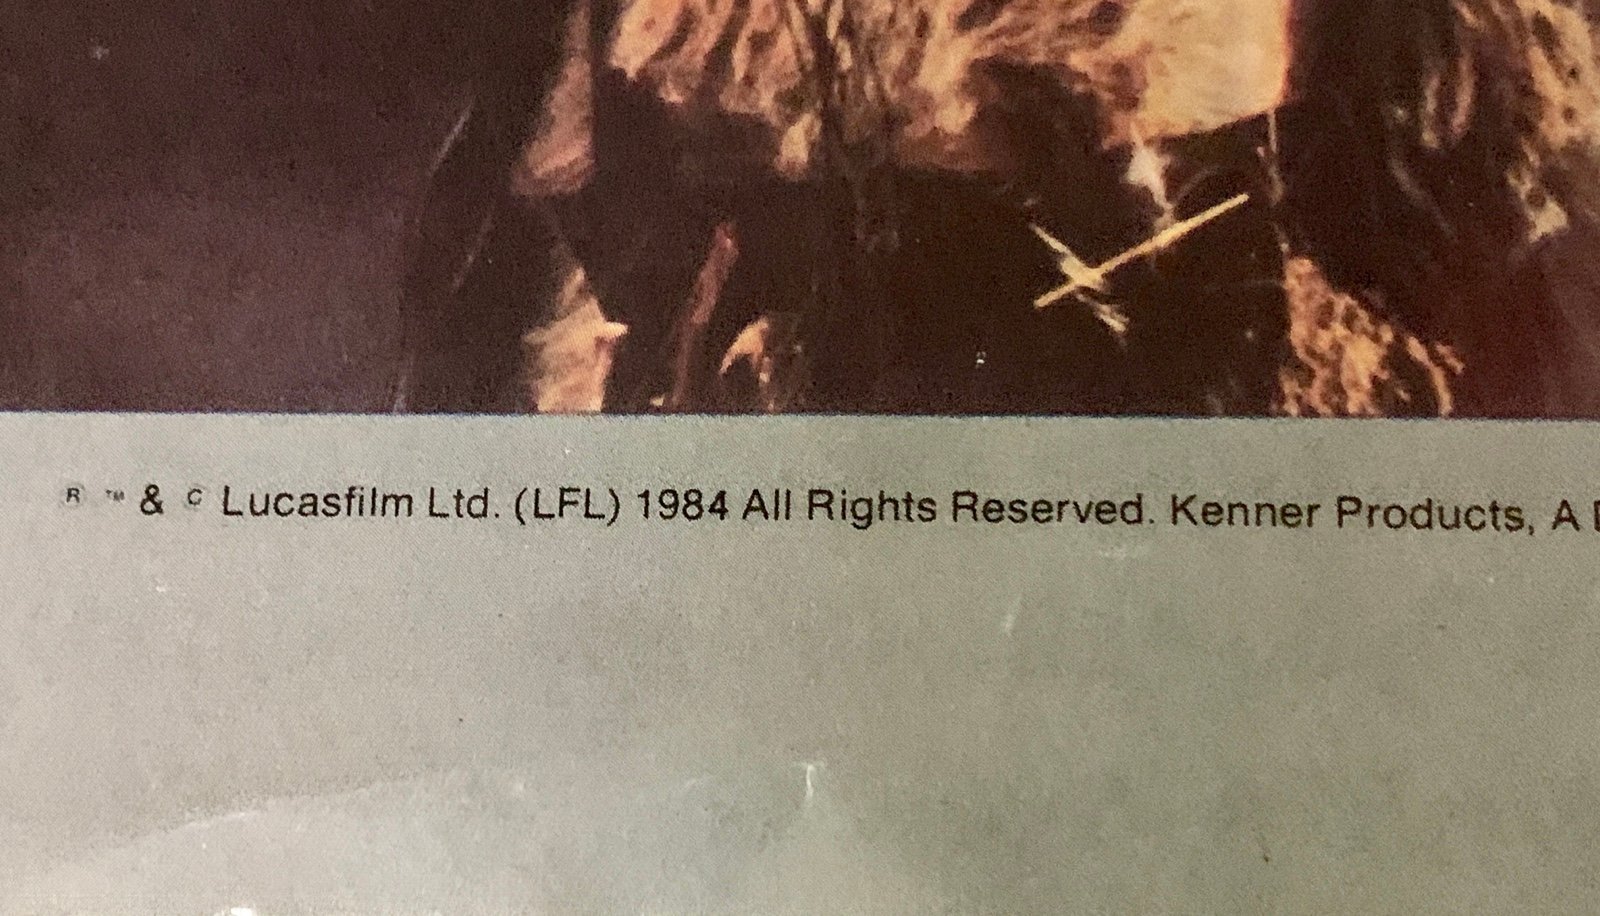 ® ™ & © Lucasfilm Ltd. (LFL) 1984 All Rights Reserved. Kenner Products, A